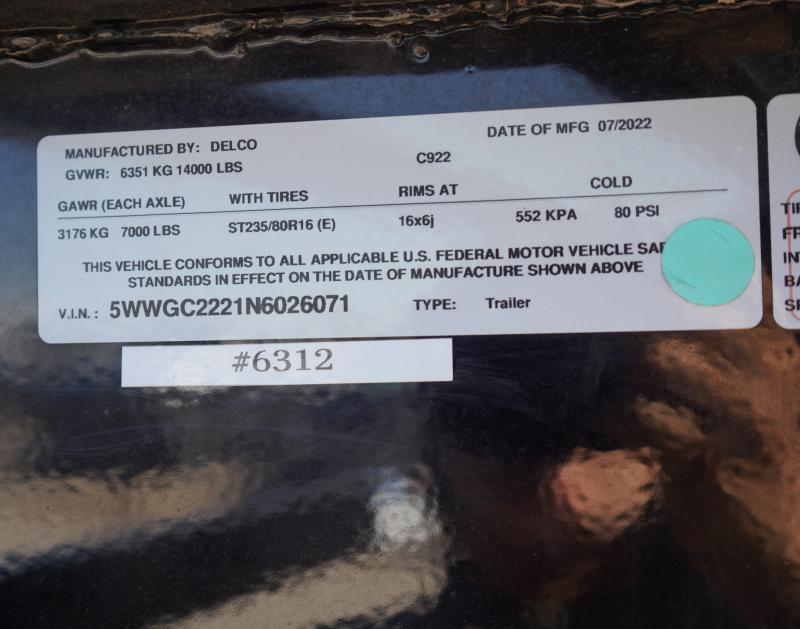 MANUFACTURED BY: DELCO
DATE OF MFG 07/2022
GVWR: 6351 KG 14000 LBS
C922
GAWR (EACH AXLE) WITH TIRES RIMS AT COLD
3176 KG 7000 LBS ST235/80R16 (E) 16x6j 552 KPA 80 PSI
THIS VEHICLE CONFORMS TO ALL APPLICABLE U.S. FEDERAL MOTOR VEHICLE SAF
STANDARDS IN EFFECT ON THE DATE OF MANUFACTURE SHOWN ABOVE
V.I.N. : 5WWGC2221N6026071 TYPE: Trailer
#6312